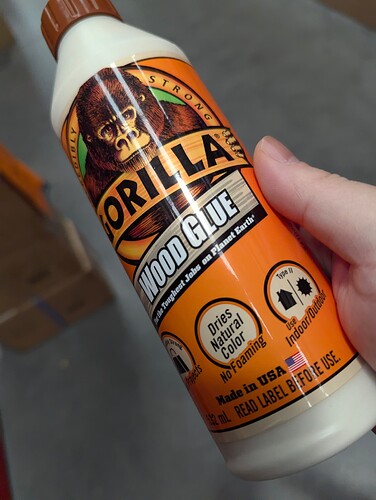 STRONG
GORILLA®
WOOD GLUE
the Toughest Jobs on Planet Earth®
Dries
Natural
Color
No Foaming
Type II
Use
Indoor/Outdoor
Made in USA
READ LABEL BEFORE USE.